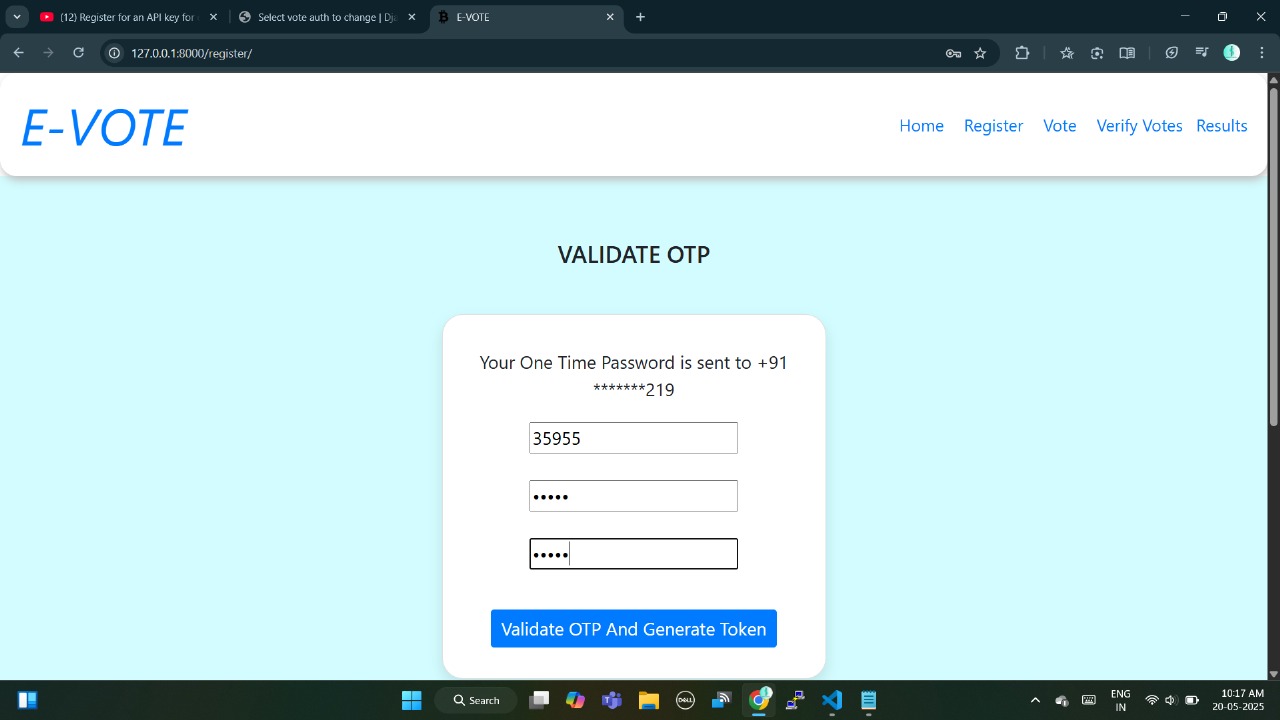 (12) Register for an API key for
Select vote auth to change | Dja
E-VOTE
127.0.0.1:8000/register/
E-VOTE
Home Register Vote Verify Votes Results
VALIDATE OTP
Your One Time Password is sent to +91
*******219
35955
•••••
•••••
Validate OTP And Generate Token
Search
DELL
ENG
IN
10:17 AM
20-05-2025